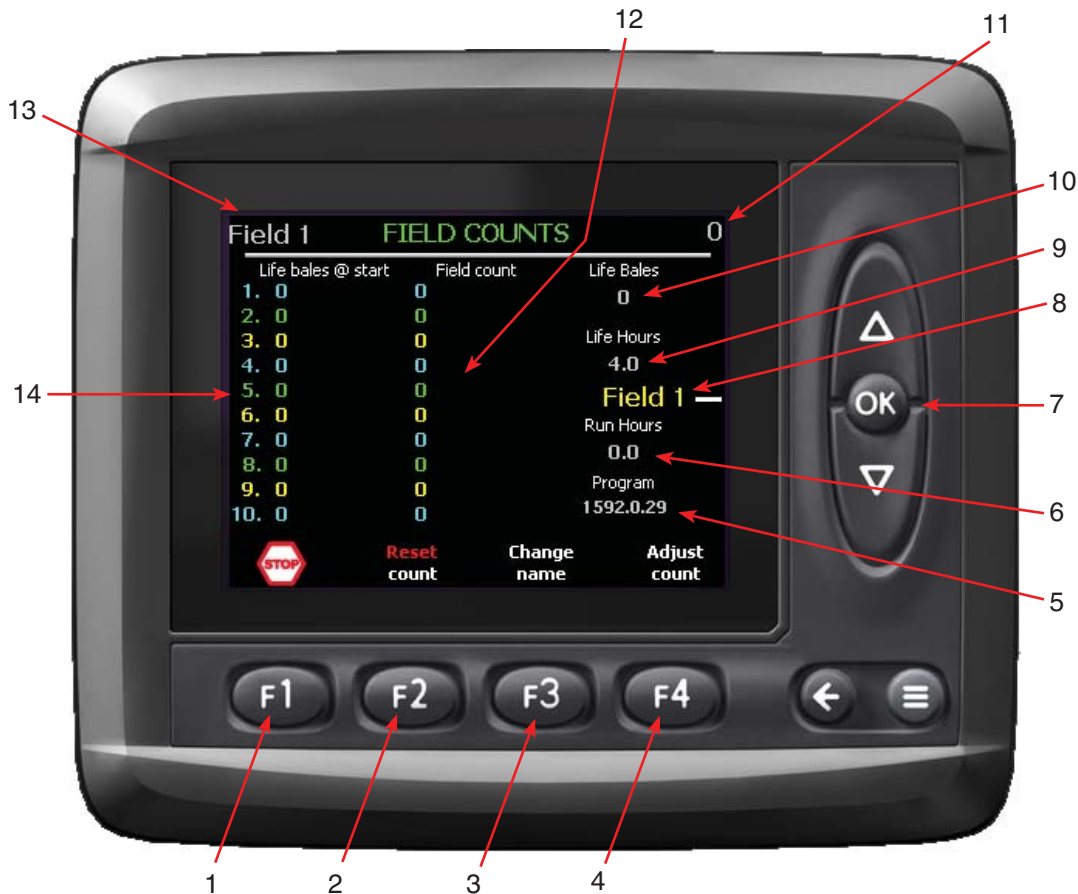 12
11
13
10
Field 1 FIELD COUNTS 0
9
Life bales @ start Field count Life Bales
1. 0 0 0
2. 0 0
8
3. 0 0 Life Hours
4. 0 0 4.0
14
5. 0 0 Field 1
OK
7
6. 0 0 Run Hours
7. 0 0 0.0
8. 0 0
9. 0 0 Program
6
10. 0 0 1592.0.29
STOP Reset Change Adjust
count name count
5
F1 F2 F3 F4
1 2 3 4